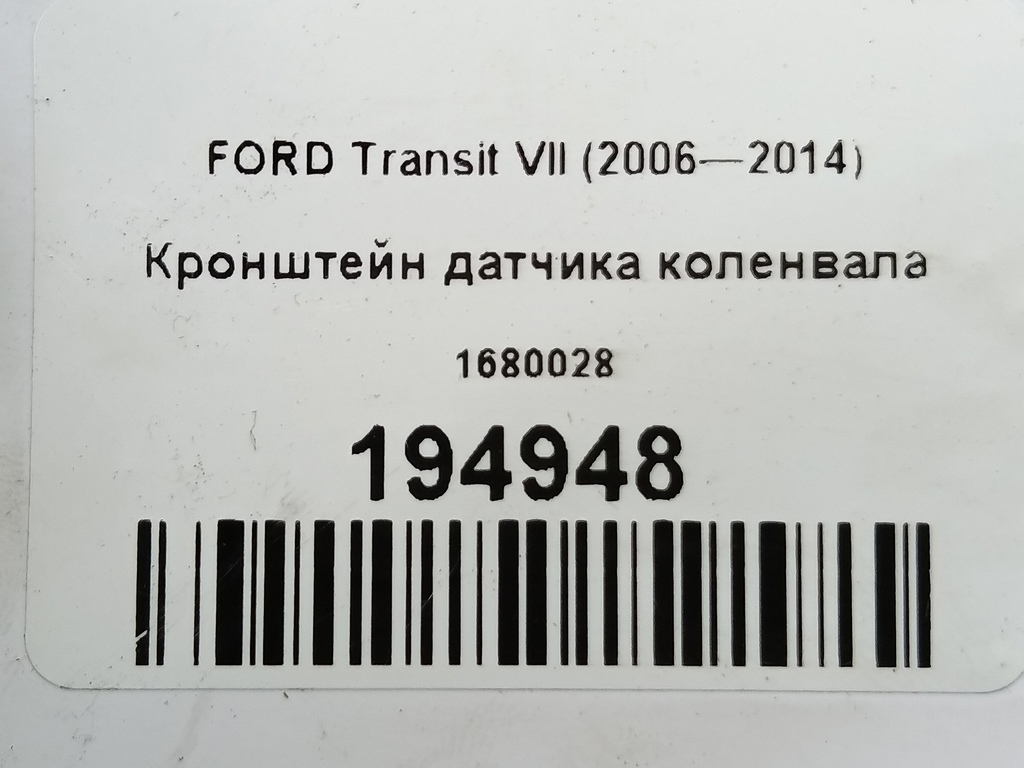 FORD Transit VII (2006—2014)
Кронштейн датчика коленвала
1680028
194948